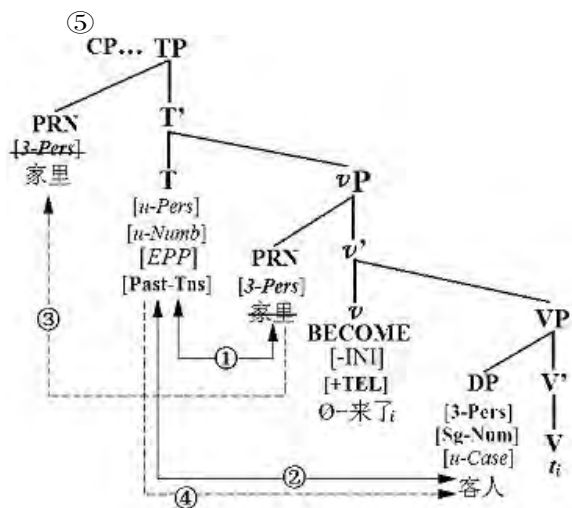 ⑤
CP... TP
PRN
[3-Pers]
家里
T'
T
[u-Pers]
[u-Numb]
[EPP]
[Past-Tns]
vP
PRN
[3-Pers]
家里
v'
v
BECOME
[-INI]
[+TEL]
Ø-来了i
VP
DP
[3-Pers]
[Sg-Num]
[u-Case]
客人
V'
V
ti
③
①
②
④